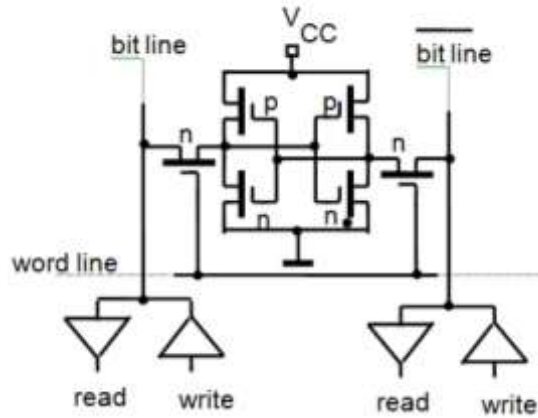 V
CC
bit line
bit line
p
p
n
n
n
n
word line
read
write
read
write